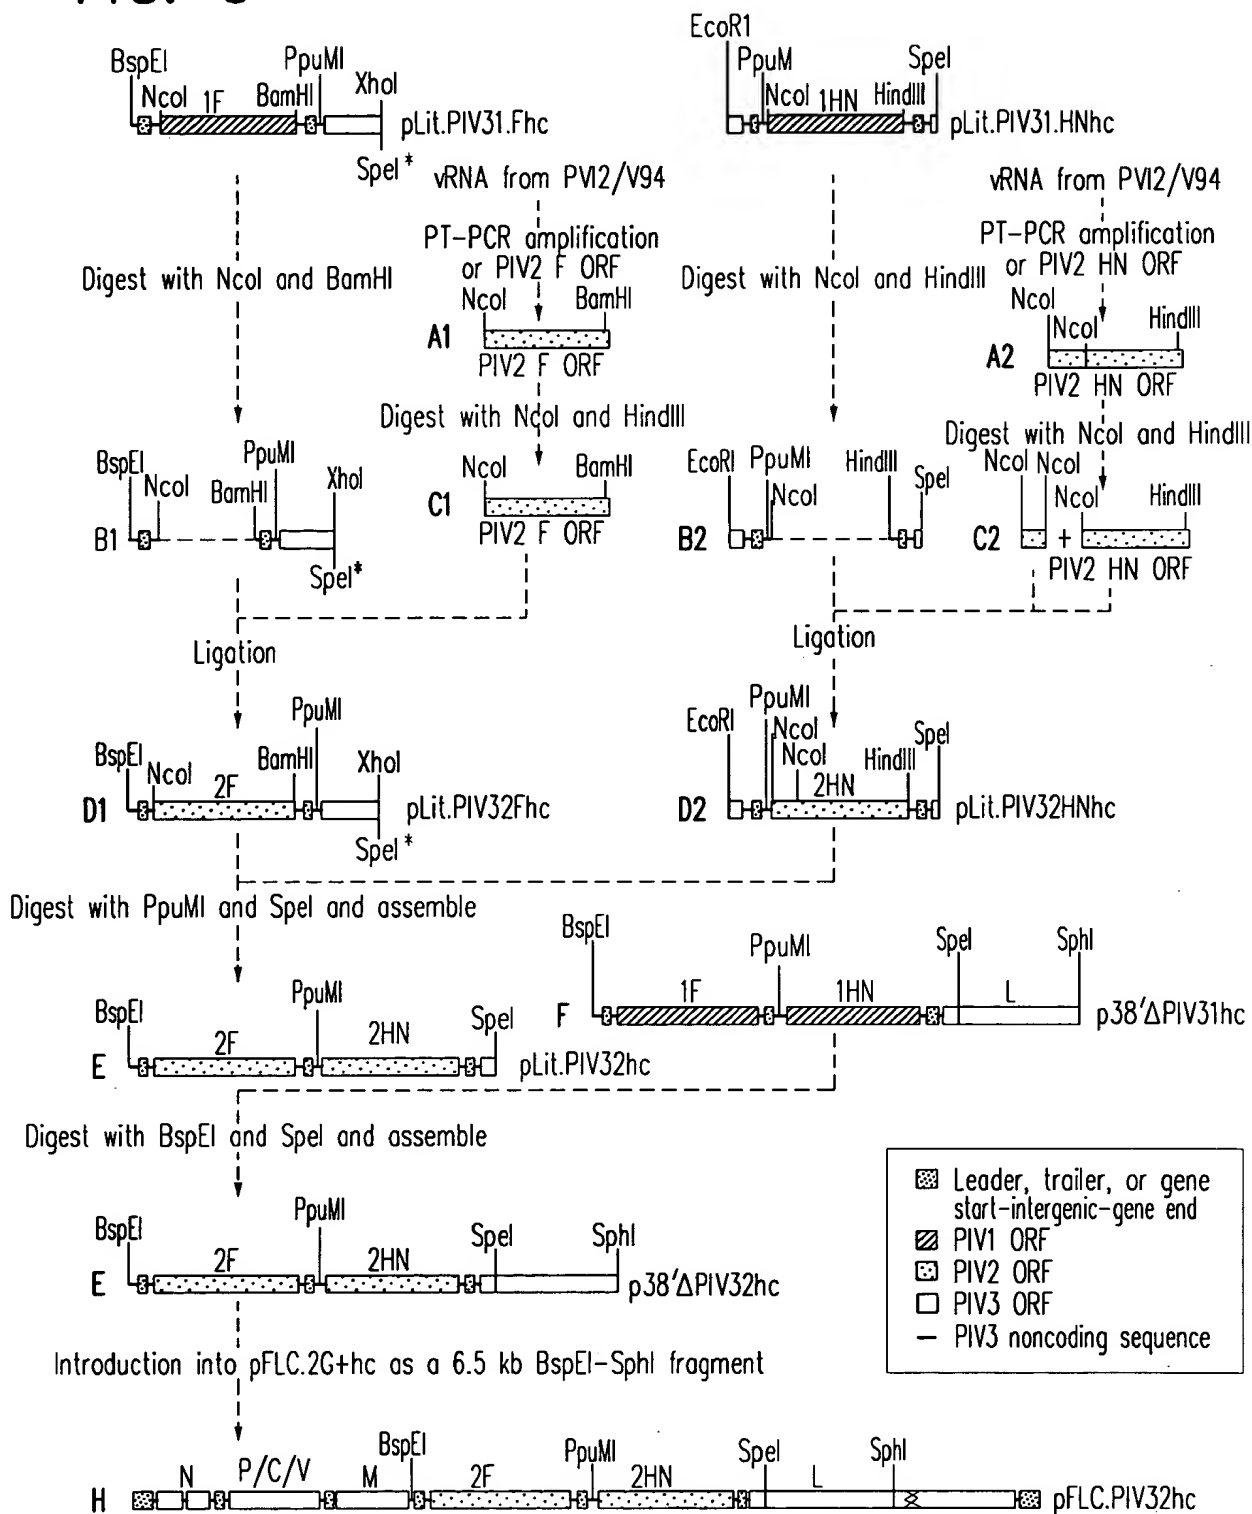 EcoR1
BspEI PpuMI XhoI NcoI 1F BamHI
pLit.PIV31.Fhc
SpeI*
PpuM SpeI NcoI 1HN HindIII
pLit.PIV31.HNhc
vRNA from PVI2/V94
vRNA from PVI2/V94
PT-PCR amplification
or PIV2 F ORF
PT-PCR amplification
or PIV2 HN ORF
Digest with NcoI and BamHI
NcoI BamHI
A1
PIV2 F ORF
Digest with NcoI and HindIII
NcoI NcoI HindIII
A2
PIV2 HN ORF
Digest with NcoI and HindIII
Digest with NcoI and HindIII
BspEI NcoI BamHI PpuMI XhoI
B1
SpeI*
NcoI BamHI
C1
PIV2 F ORF
EcoRI PpuMI NcoI HindIII SpeI
B2
NcoI NcoI NcoI HindIII
C2 +
PIV2 HN ORF
Ligation
Ligation
BspEI NcoI 2F BamHI PpuMI XhoI
D1
pLit.PIV32Fhc
SpeI*
EcoRI PpuMI NcoI NcoI 2HN HindIII SpeI
D2
pLit.PIV32HNhc
Digest with PpuMI and SpeI and assemble
BspEI PpuMI SpeI SphI
1F 1HN L
F
p38'ΔPIV31hc
BspEI PpuMI SpeI
2F 2HN
E
pLit.PIV32hc
Digest with BspEI and SpeI and assemble
BspEI PpuMI SpeI SphI
2F 2HN
E
p38'ΔPIV32hc
Leader, trailer, or gene
start-intergenic-gene end
PIV1 ORF
PIV2 ORF
PIV3 ORF
PIV3 noncoding sequence
Introduction into pFLC.2G+hc as a 6.5 kb BspEI-SphI fragment
BspEI PpuMI SpeI SphI
N P/C/V M 2F 2HN L
H
pFLC.PIV32hc